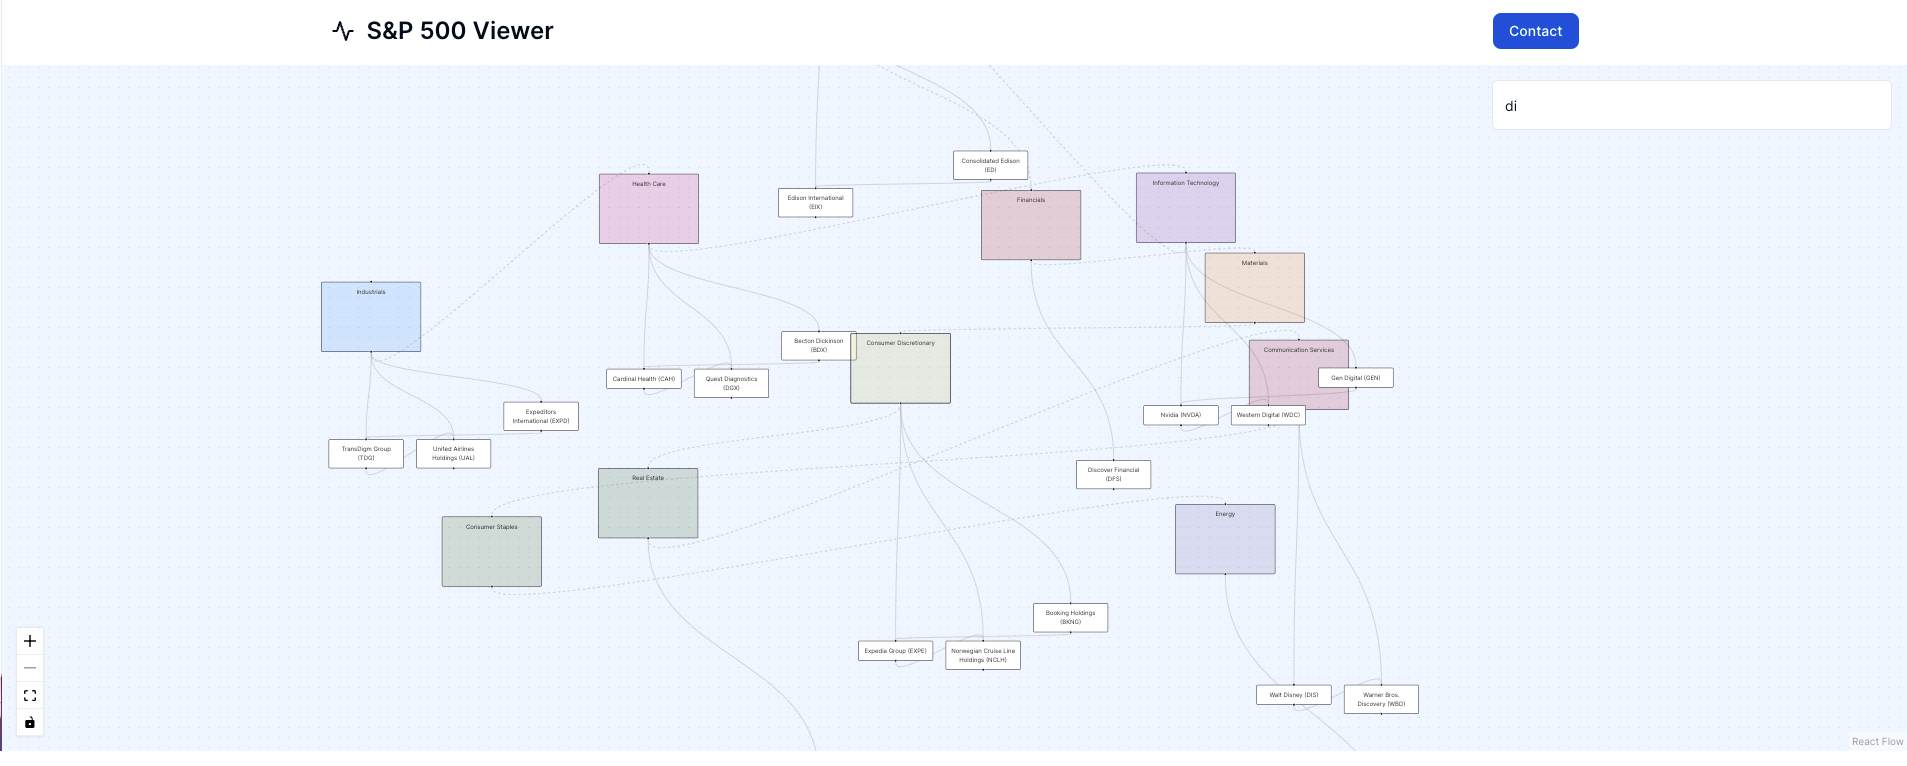 S&P 500 Viewer
Contact
di
Consolidated Edison
(ED)
Health Care
Information Technology
Edison International
(EIX)
Financials
Materials
Industrials
Becton Dickinson
(BDX)
Consumer Discretionary
Communication Services
Cardinal Health (CAH)
Quest Diagnostics
(DGX)
Gen Digital (GEN)
Expeditors
International (EXPD)
Nvidia (NVDA)
Western Digital (WDC)
TransDigm Group
(TDG)
United Airlines
Holdings (UAL)
Discover Financial
(DFS)
Real Estate
Energy
Consumer Staples
Booking Holdings
(BKNG)
Expedia Group (EXPE)
Norwegian Cruise Line
Holdings (NCLH)
Walt Disney (DIS)
Warner Bros.
Discovery (WBD)
React Flow